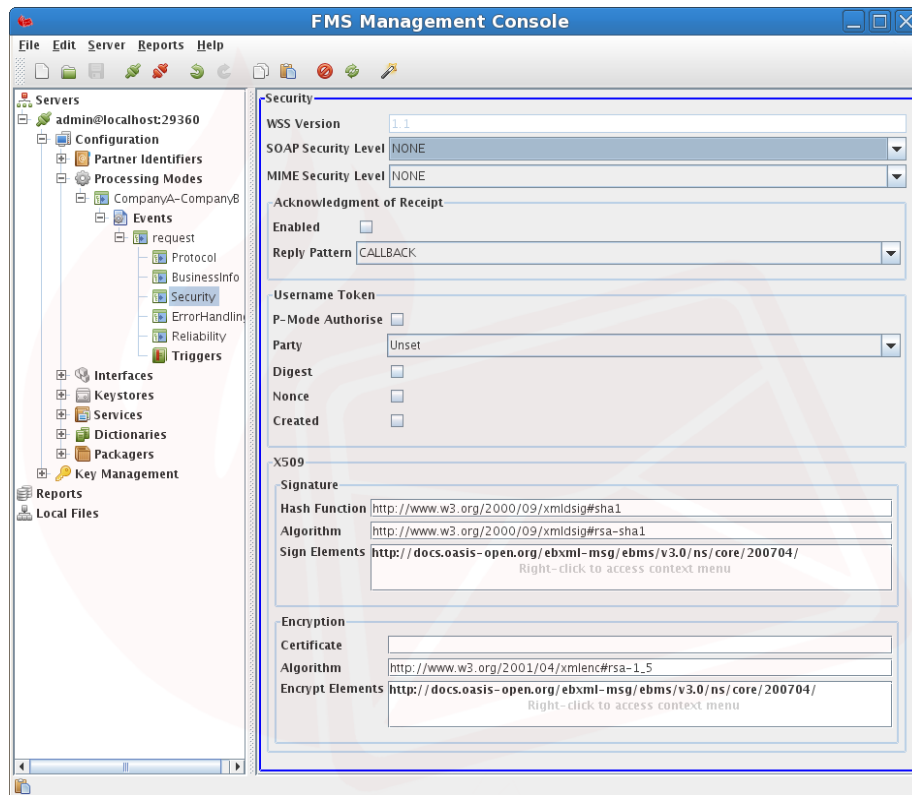 FMS Management Console
File Edit Server Reports Help
Servers
admin@localhost:29360
Configuration
Partner Identifiers
Processing Modes
CompanyA-CompanyB
Events
request
Protocol
BusinessInfo
Security
ErrorHandling
Reliability
Triggers
Interfaces
Keystores
Services
Dictionaries
Packagers
Key Management
Reports
Local Files
Security
WSS Version 1.1
SOAP Security Level NONE
MIME Security Level NONE
Acknowledgment of Receipt
Enabled
Reply Pattern CALLBACK
Username Token
P-Mode Authorise
Party Unset
Digest
Nonce
Created
X509
Signature
Hash Function http://www.w3.org/2000/09/xmldsig#sha1
Algorithm http://www.w3.org/2000/09/xmldsig#rsa-sha1
Sign Elements http://docs.oasis-open.org/ebxml-msg/ebms/v3.0/ns/core/200704/
Right-click to access context menu
Encryption
Certificate
Algorithm http://www.w3.org/2001/04/xmlenc#rsa-1_5
Encrypt Elements http://docs.oasis-open.org/ebxml-msg/ebms/v3.0/ns/core/200704/
Right-click to access context menu